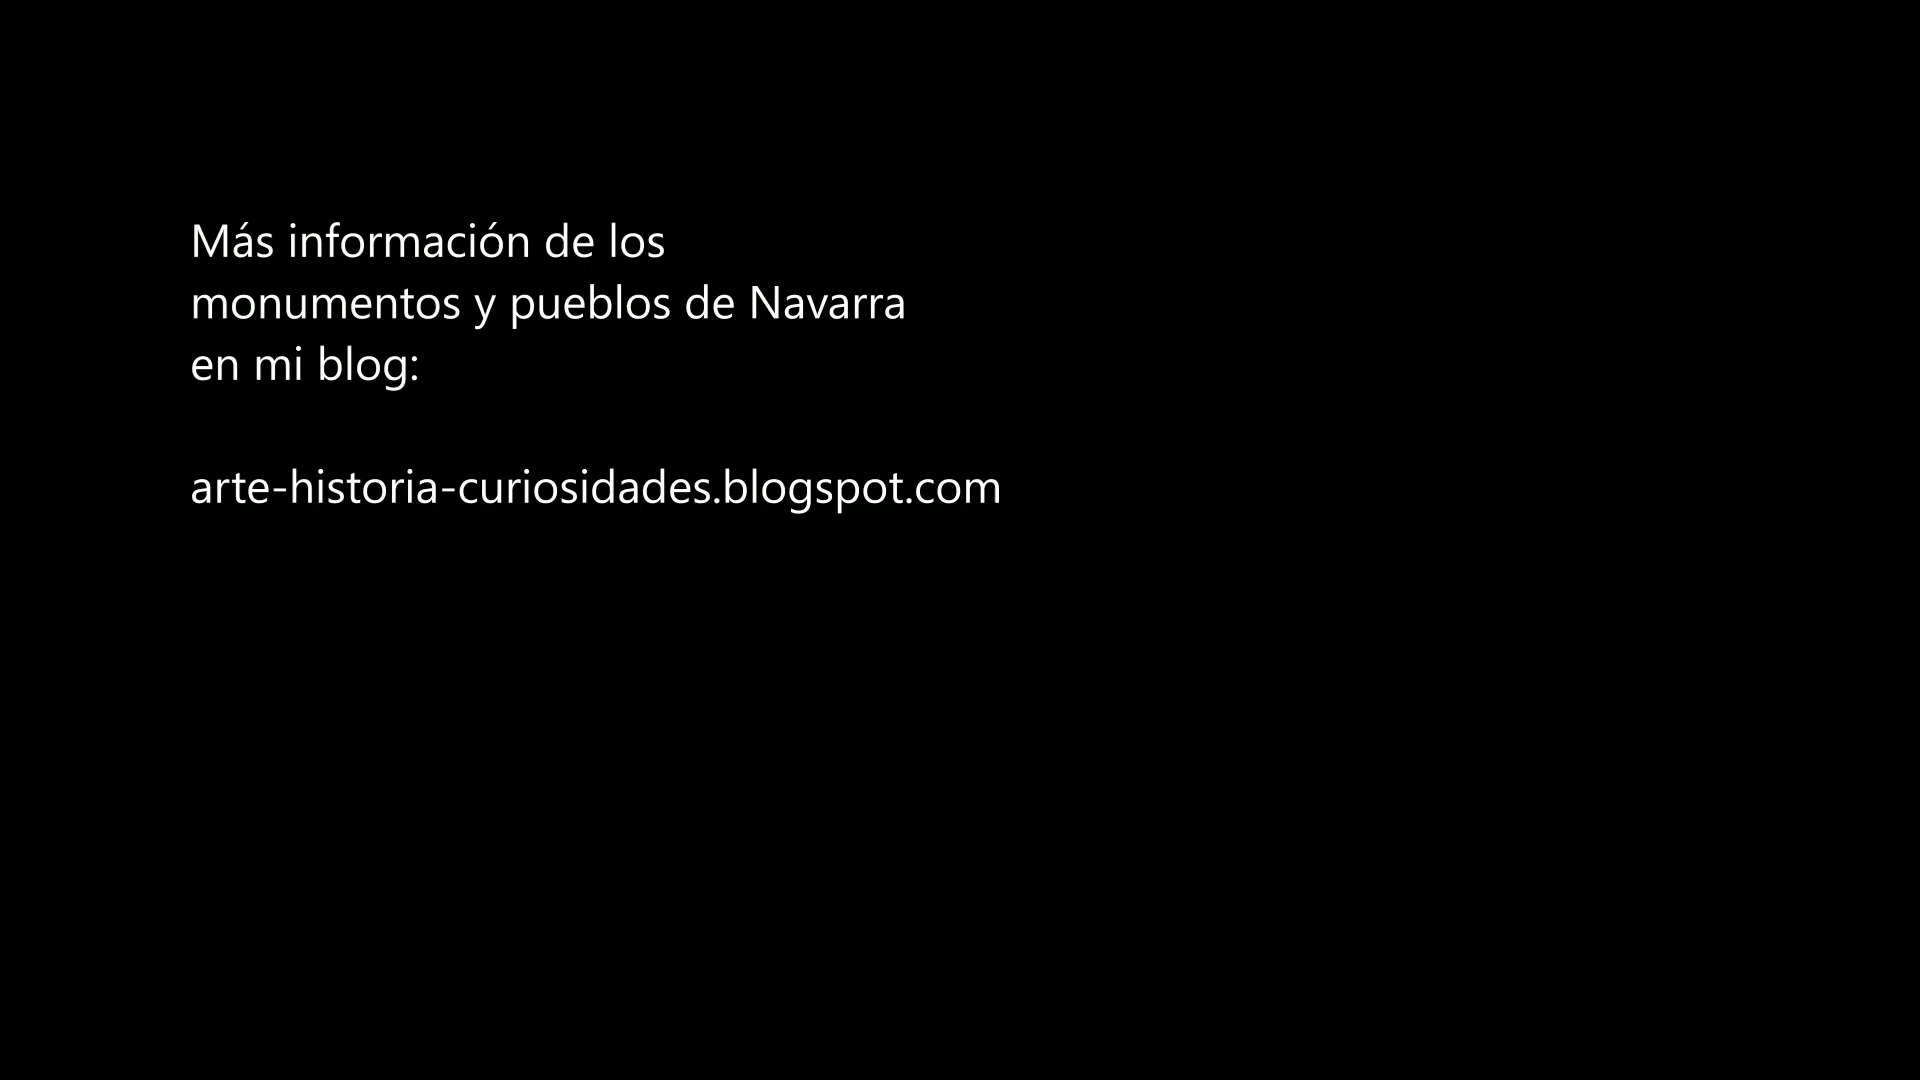 Más información de los
monumentos y pueblos de Navarra
en mi blog:
arte-historia-curiosidades.blogspot.com